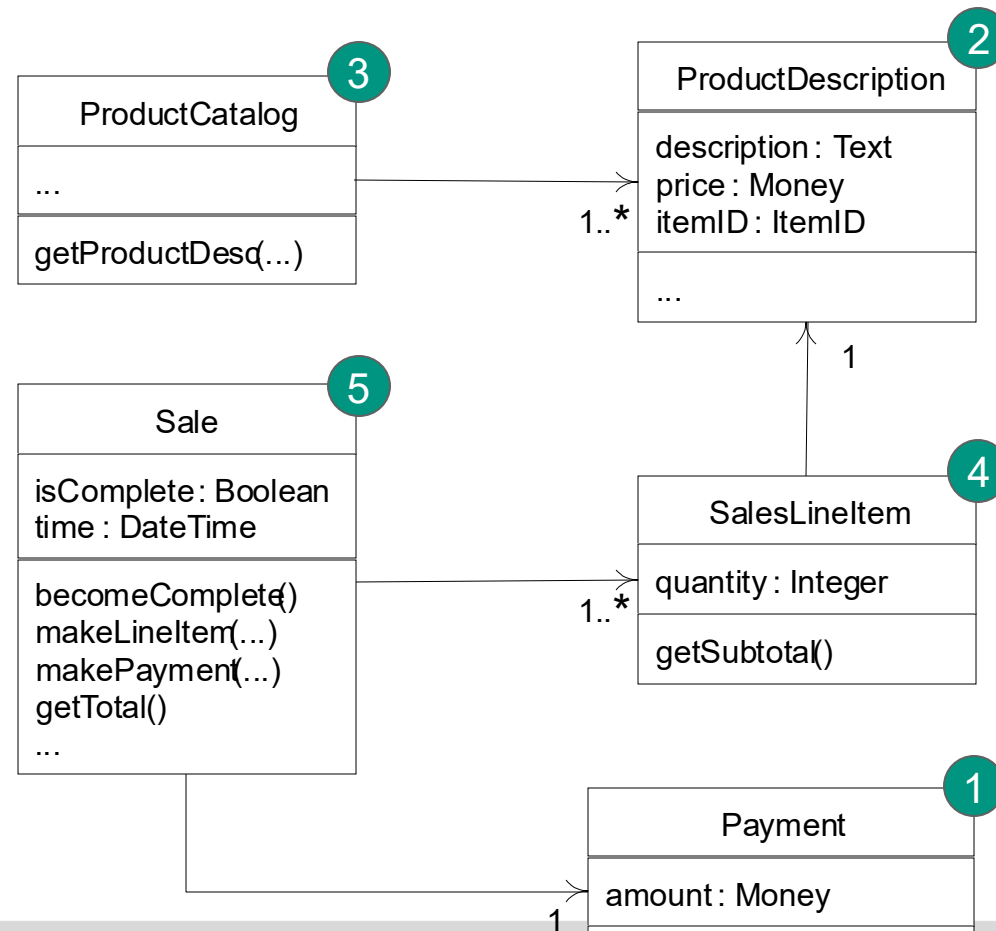 3
ProductCatalog
...
getProductDesc(...)
1..*
2
ProductDescription
description : Text
price : Money
itemID : ItemID
...
1
5
Sale
isComplete : Boolean
time : DateTime
becomeComplete()
makeLineItem(...)
makePayment(...)
getTotal()
...
1..*
4
SalesLineItem
quantity : Integer
getSubtotal()
1
1
Payment
amount : Money